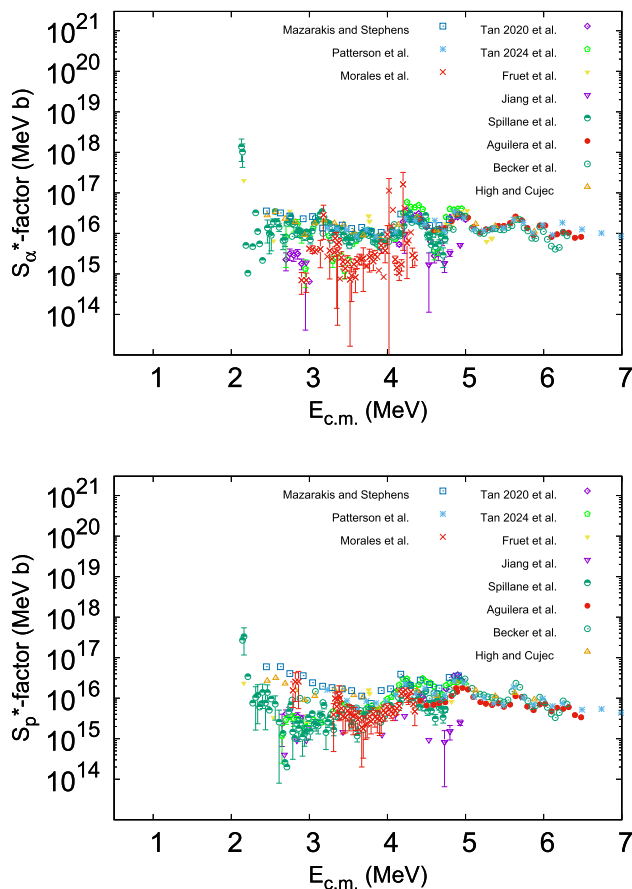 Mazarakis and Stephens
Patterson et al.
Morales et al.
Tan 2020 et al.
Tan 2024 et al.
Fruet et al.
Jiang et al.
Spillane et al.
Aguilera et al.
Becker et al.
High and Cujec
10^21
10^20
10^19
10^18
10^17
10^16
10^15
10^14
S_α*-factor (MeV b)
1 2 3 4 5 6 7
E_c.m. (MeV)
Mazarakis and Stephens
Patterson et al.
Morales et al.
Tan 2020 et al.
Tan 2024 et al.
Fruet et al.
Jiang et al.
Spillane et al.
Aguilera et al.
Becker et al.
High and Cujec
10^21
10^20
10^19
10^18
10^17
10^16
10^15
10^14
S_p*-factor (MeV b)
1 2 3 4 5 6 7
E_c.m. (MeV)